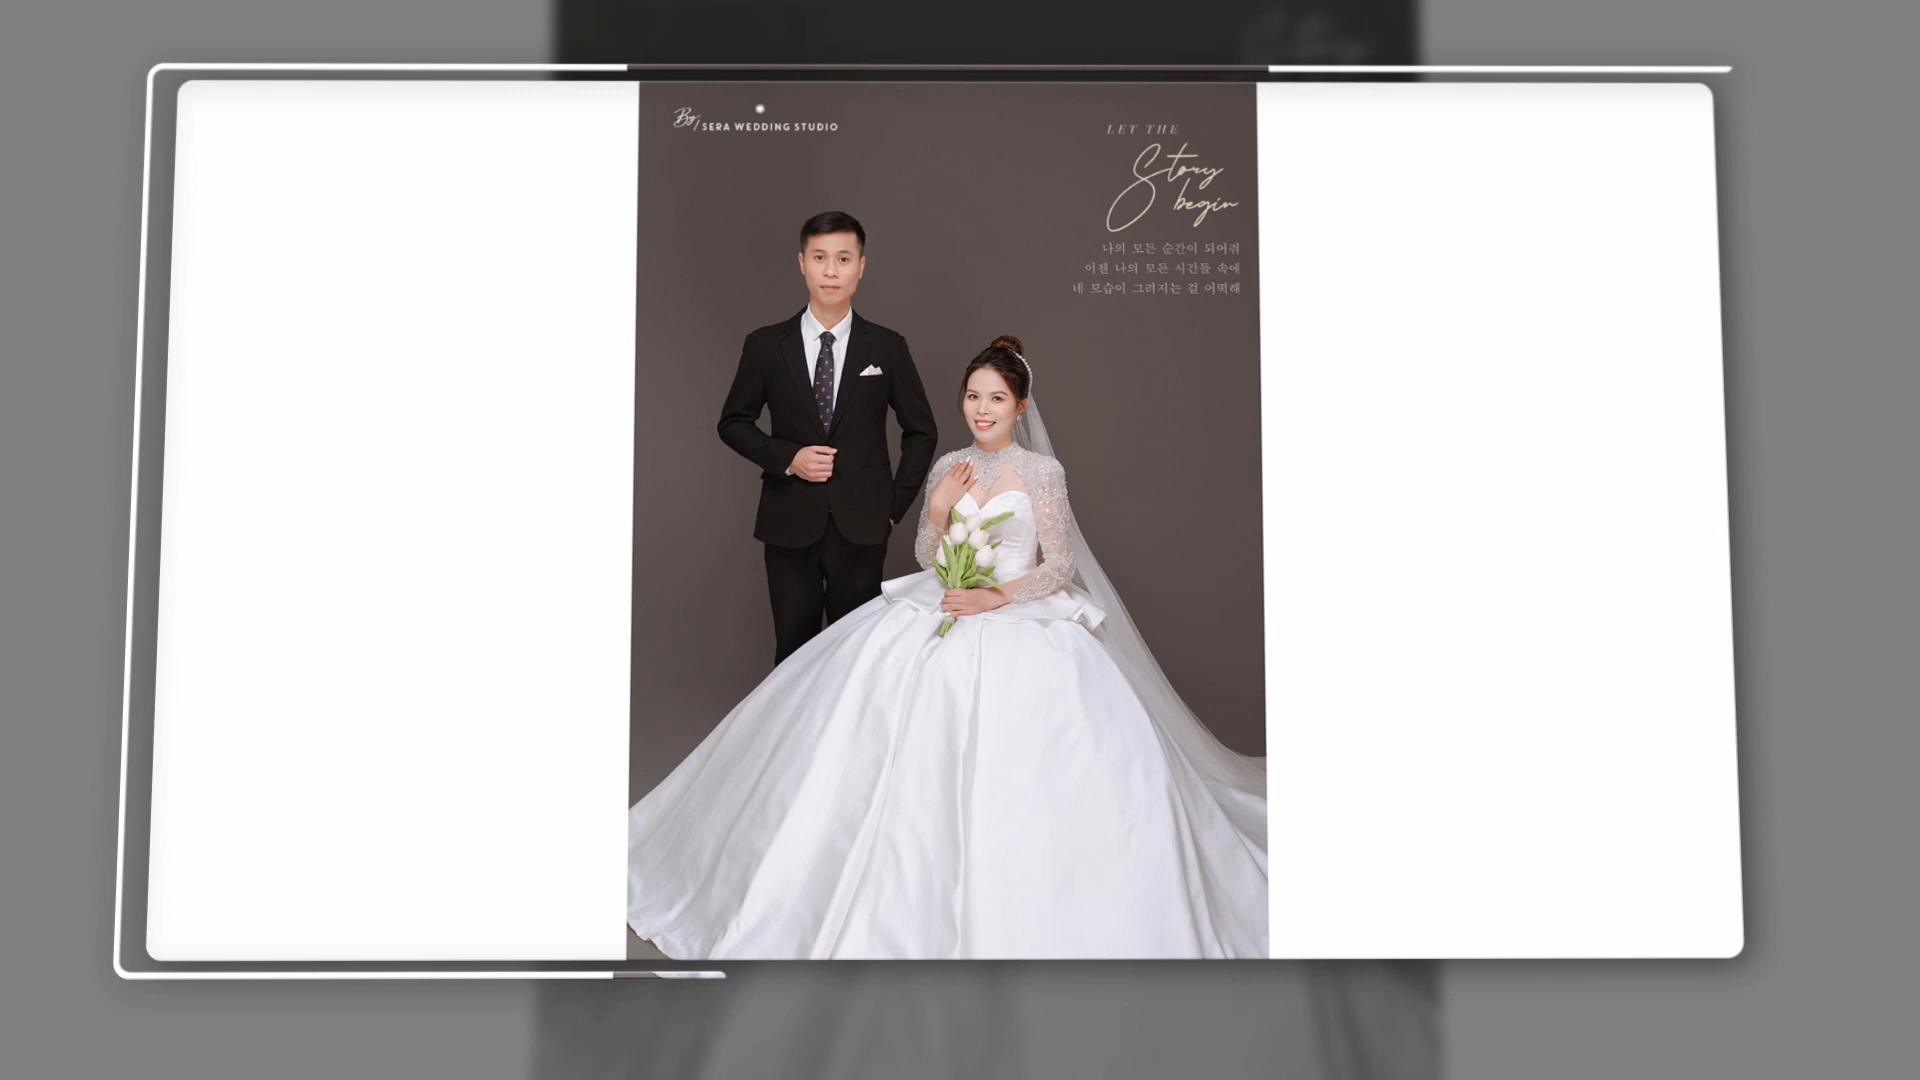 By/ SERA WEDDING STUDIO
LET THE
Story
begin
나의 모든 순간이 되어줘
이젠 나의 모든 시간들 속에
네 모습이 그려지는 걸 어떡해